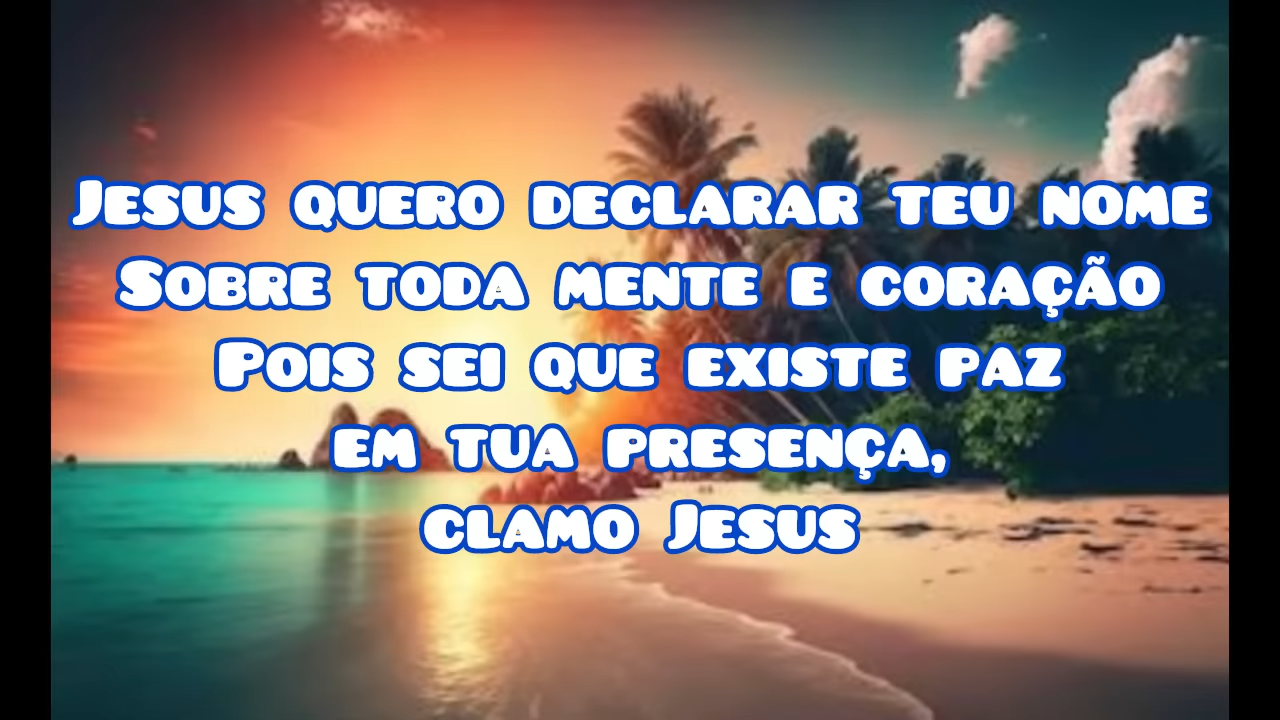 Jesus quero declarar teu nome
Sobre toda mente e coração
Pois sei que existe paz
em tua presença,
clamo Jesus